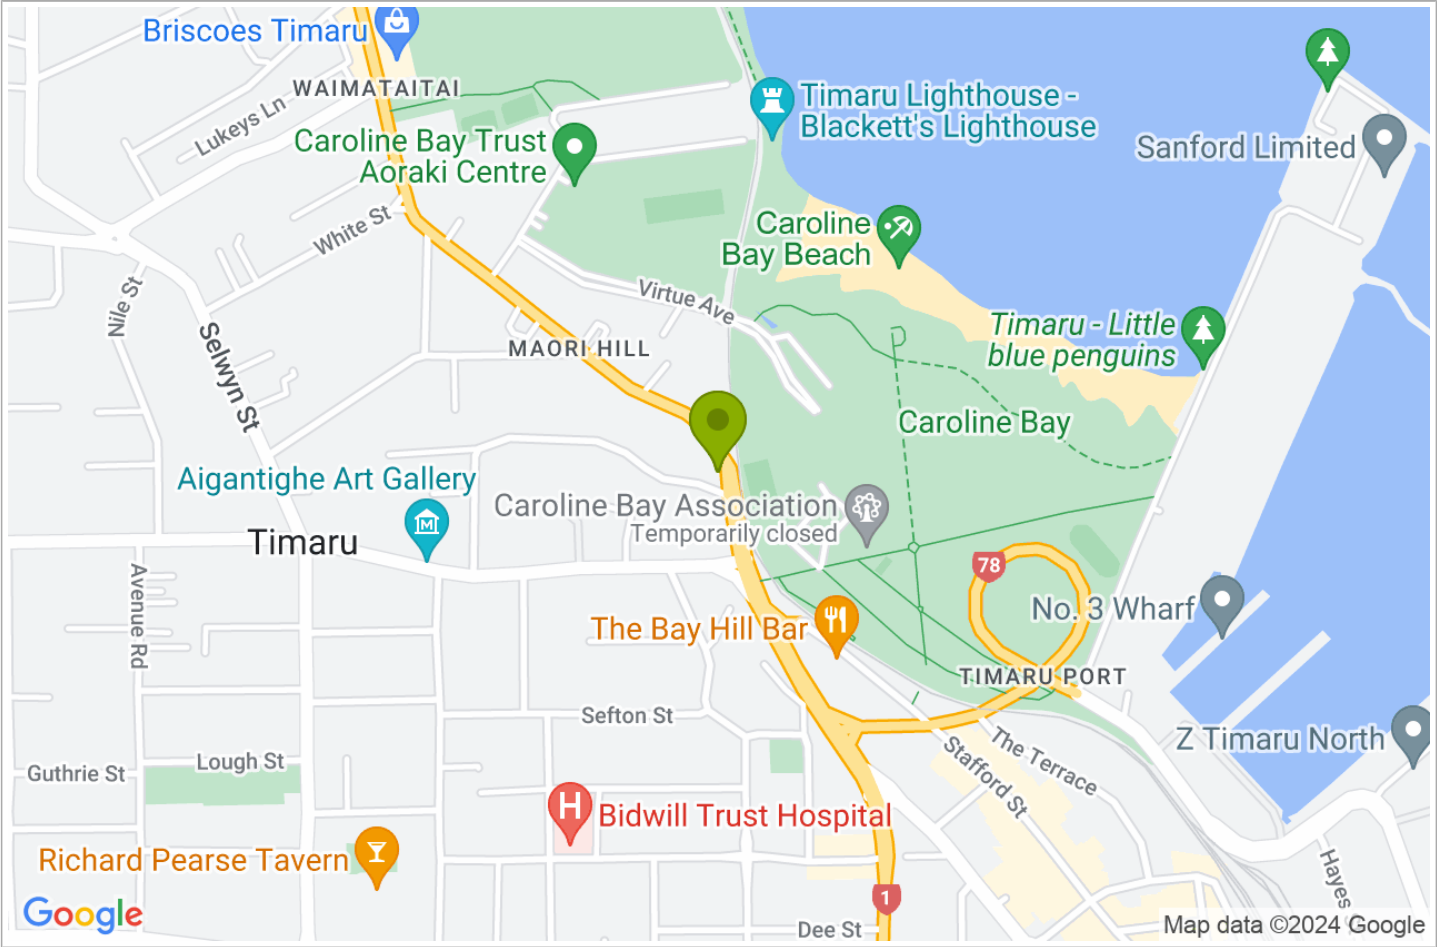 Briscoes Timaru
WAIMATAITAI
Lukeys Ln
Timaru Lighthouse -
Blackett's Lighthouse
Caroline Bay Trust
Aoraki Centre
Sanford Limited
White St
Caroline
Bay Beach
Nile St
Virtue Ave
Timaru - Little
blue penguins
Selwyn St
MAORI HILL
Caroline Bay
Aigantighe Art Gallery
Caroline Bay Association
Temporarily closed
Timaru
78
Avenue Rd
No. 3 Wharf
The Bay Hill Bar
TIMARU PORT
Sefton St
The Terrace
Z Timaru North
Stafford St
Guthrie St
Lough St
H
Bidwill Trust Hospital
Richard Pearse Tavern
Hayes
1
Google
Dee St
Map data ©2024 Google